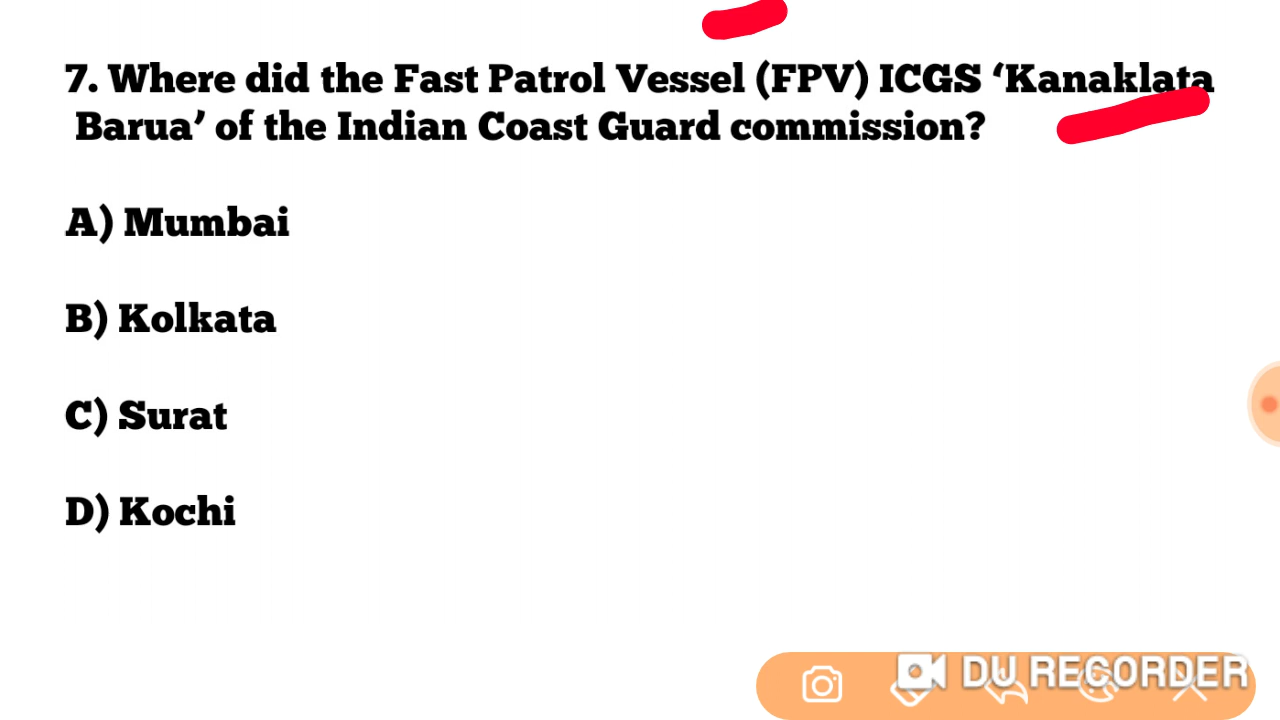 7. Where did the Fast Patrol Vessel (FPV) ICGS ‘Kanaklata
Barua’ of the Indian Coast Guard commission?
A) Mumbai
B) Kolkata
C) Surat
D) Kochi
DU RECORDER